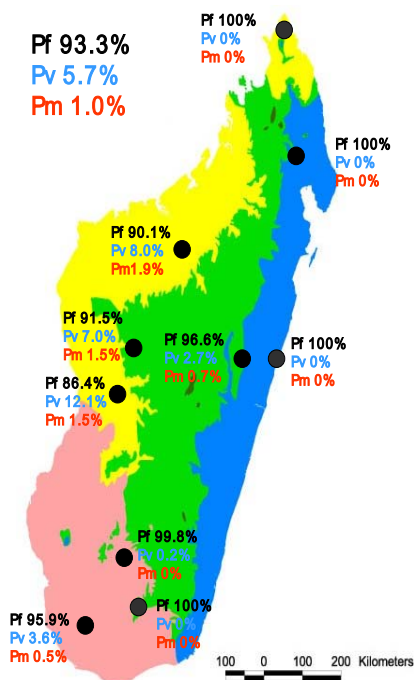 Pf 93.3%
Pv 5.7%
Pm 1.0%
Pf 100%
Pv 0%
Pm 0%
Pf 100%
Pv 0%
Pm 0%
Pf 90.1%
Pv 8.0%
Pm1.9%
Pf 91.5%
Pv 7.0%
Pm 1.5%
Pf 96.6%
Pv 2.7%
Pm 0.7%
Pf 100%
Pv 0%
Pm 0%
Pf 86.4%
Pv 12.1%
Pm 1.5%
Pf 99.8%
Pv 0.2%
Pm 0%
Pf 100%
Pv 0%
Pm 0%
Pf 95.9%
Pv 3.6%
Pm 0.5%
100 0 100 200 Kilometers